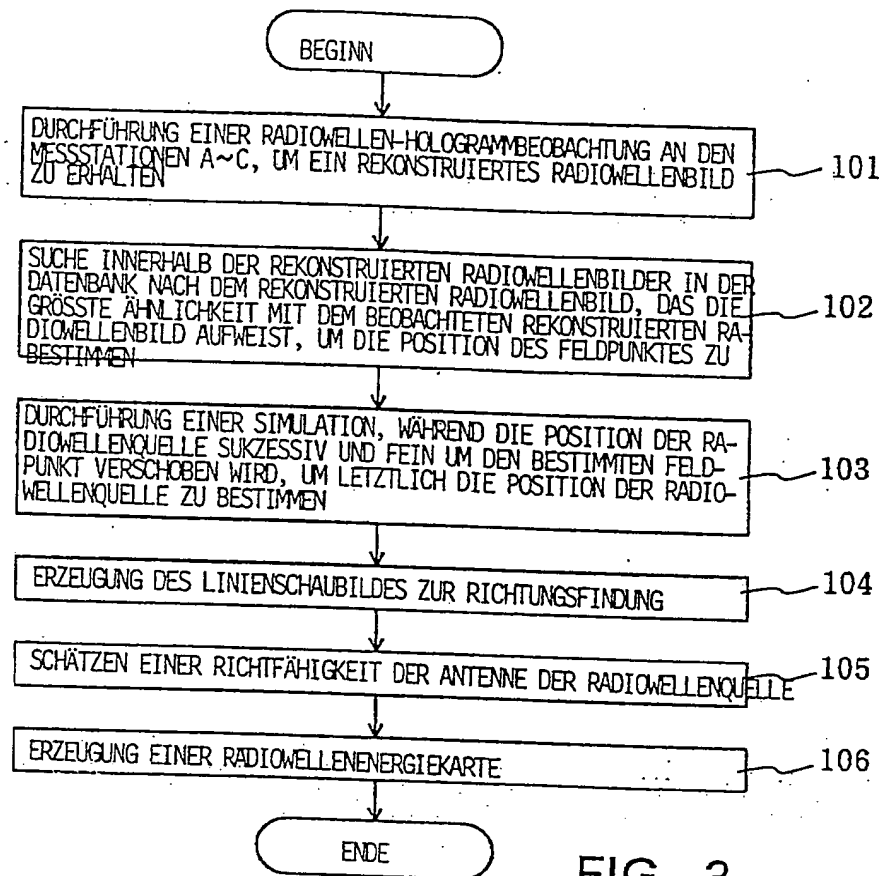 BEGINN
DURCHFÜHRUNG EINER RADIOWELLEN-HOLOGRAMMBEOBACHTUNG AN DEN
MESSSTATIONEN A~C, UM EIN REKONSTRUIERTES RADIOWELLENBILD
ZU ERHALTEN
101
SUCHE INNERHALB DER REKONSTRUIERTEN RADIOWELLENBILDER IN DER
DATENBANK NACH DEM REKONSTRUIERTEN RADIOWELLENBILD, DAS DIE
GRÖSSTE ÄHNLICHKEIT MIT DEM BEOBACHTETEN REKONSTRUIERTEN RA-
DIOWELLENBILD AUFWEIST, UM DIE POSITION DES FELDPUNKTES ZU
BESTIMMEN
102
DURCHFÜHRUNG EINER SIMULATION, WÄHREND DIE POSITION DER RA-
DIOWELLENQUELLE SUKZESSIV UND FEIN UM DEN BESTIMMTEN FELD-
PUNKT VERSCHOBEN WIRD, UM LETZTLICH DIE POSITION DER RADIO-
WELLENQUELLE ZU BESTIMMEN
103
ERZEUGUNG DES LINIENSCHAUBILDES ZUR RICHTUNGSFINDUNG
104
SCHÄTZEN EINER RICHTFÄHIGKEIT DER ANTENNE DER RADIOWELLENQUELLE
105
ERZEUGUNG EINER RADIOWELLENENERGIEKARTE
106
ENDE